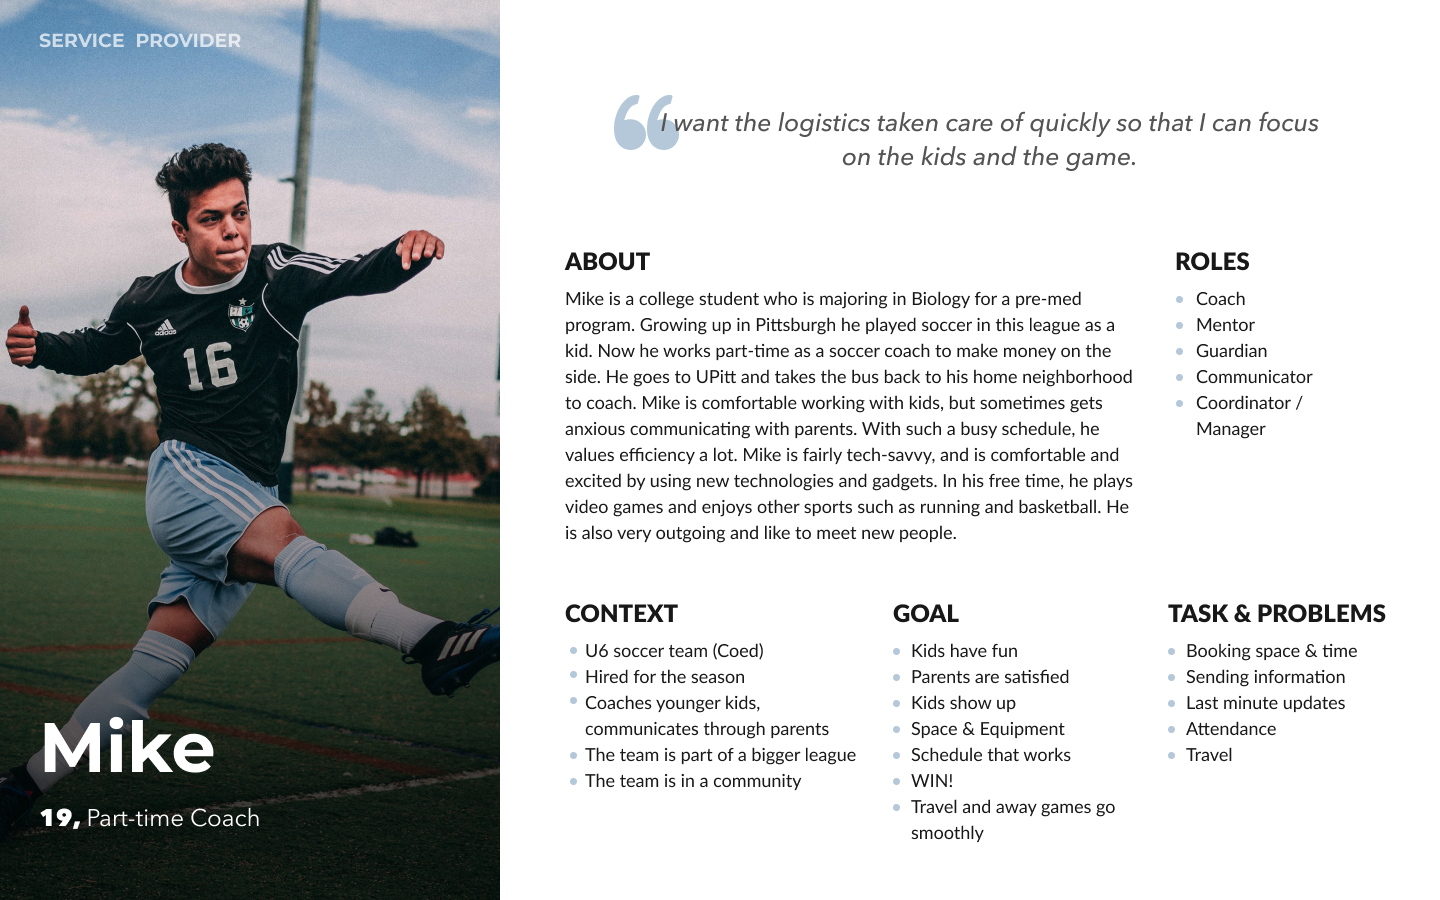 SERVICE PROVIDER
adidas
16
Mike
19, Part-time Coach
“I want the logistics taken care of quickly so that I can focus
on the kids and the game.
ABOUT
Mike is a college student who is majoring in Biology for a pre-med
program. Growing up in Pittsburgh he played soccer in this league as a
kid. Now he works part-time as a soccer coach to make money on the
side. He goes to UPitt and takes the bus back to his home neighborhood
to coach. Mike is comfortable working with kids, but sometimes gets
anxious communicating with parents. With such a busy schedule, he
values efficiency a lot. Mike is fairly tech-savvy, and is comfortable and
excited by using new technologies and gadgets. In his free time, he plays
video games and enjoys other sports such as running and basketball. He
is also very outgoing and like to meet new people.
ROLES
• Coach
• Mentor
• Guardian
• Communicator
• Coordinator /
Manager
CONTEXT
• U6 soccer team (Coed)
• Hired for the season
• Coaches younger kids,
communicates through parents
• The team is part of a bigger league
• The team is in a community
GOAL
• Kids have fun
• Parents are satisfied
• Kids show up
• Space & Equipment
• Schedule that works
• WIN!
• Travel and away games go
smoothly
TASK & PROBLEMS
• Booking space & time
• Sending information
• Last minute updates
• Attendance
• Travel